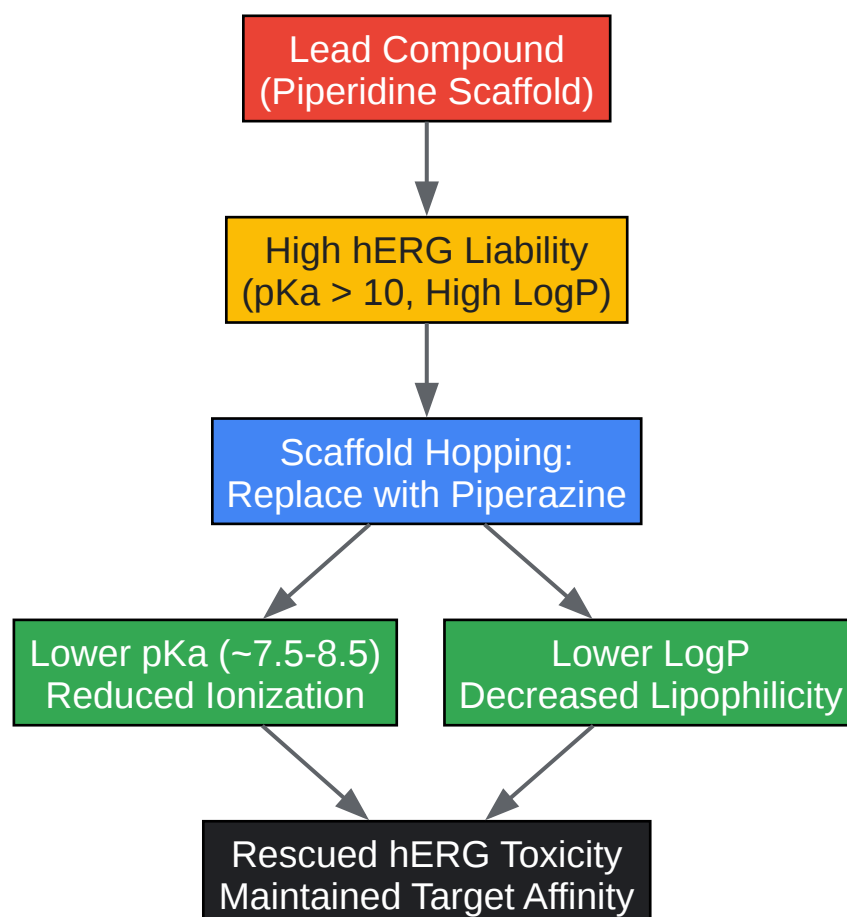 Lead Compound
(Piperidine Scaffold)
High hERG Liability
(pKa > 10, High LogP)
Scaffold Hopping:
Replace with Piperazine
Lower pKa (~7.5-8.5)
Reduced Ionization
Lower LogP
Decreased Lipophilicity
Rescued hERG Toxicity
Maintained Target Affinity